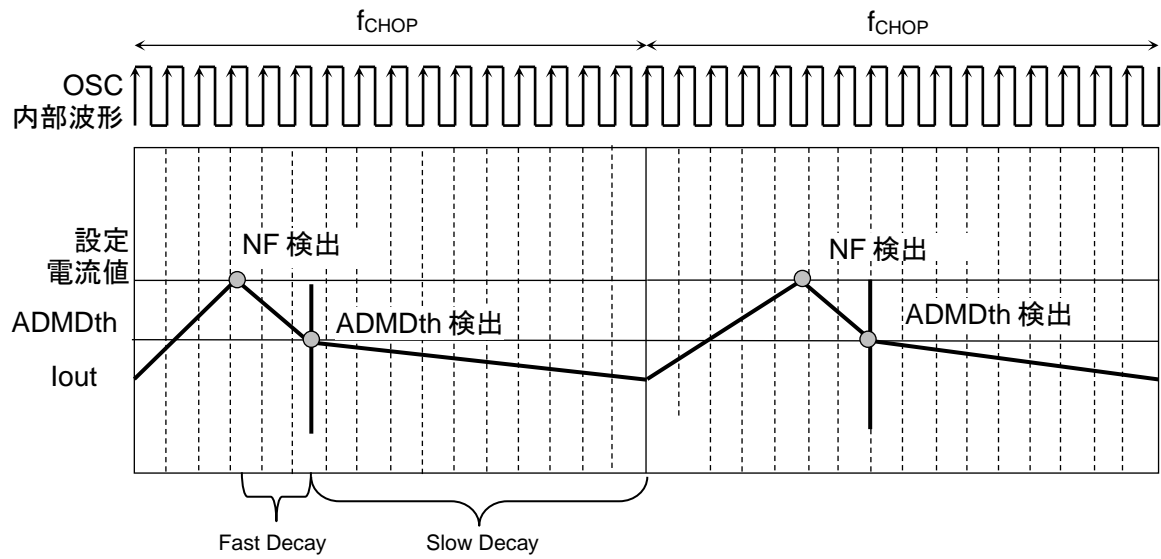 fCHOP
fCHOP
OSC
内部波形
設定
電流値
NF 検出
NF 検出
ADMDth
ADMDth 検出
ADMDth 検出
Iout
Fast Decay
Slow Decay